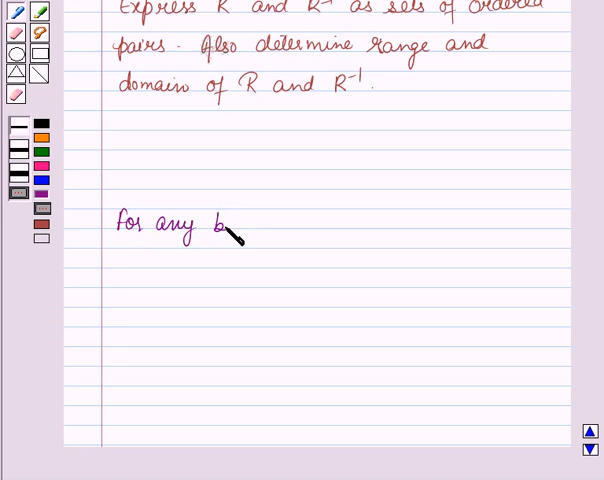 Express R and R⁻¹ as sets of ordered
pairs. Also determine range and
domain of R and R⁻¹.
for any b